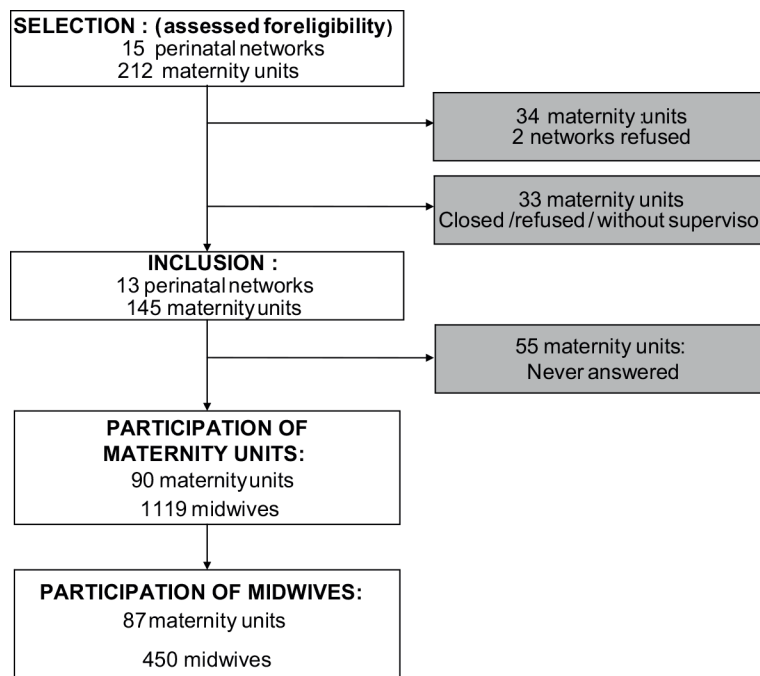 SELECTION : (assessed foreligibility)
15 perinatal networks
212 maternity units
34 maternity units
2 networks refused
33 maternity units
Closed /refused / without superviso
INCLUSION :
13 perinatal networks
145 maternity units
55 maternity units:
Never answered
PARTICIPATION OF
MATERNITY UNITS:
90 maternity units
1119 midwives
PARTICIPATION OF MIDWIVES:
87 maternity units
450 midwives